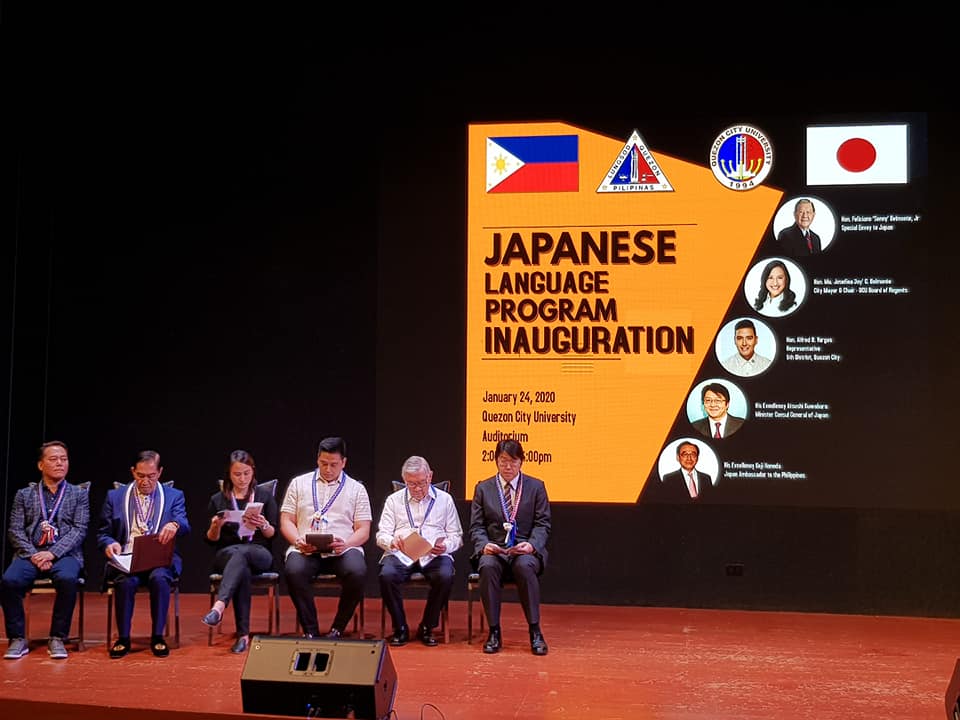 LUNGSOD QUEZON
PILIPINAS
QUEZON CITY UNIVERSITY
1994
JAPANESE
LANGUAGE
PROGRAM
INAUGURATION
January 24, 2020
Quezon City University
Auditorium
2:0 :00pm
Hon. Feliciano "Sonny" Belmonte, Jr
Special Envoy to Japan
Hon. Ma. Josefina 'Joy' G. Belmonte
City Mayor & Chair - QCU Board of Regents
Hon. Alfred D. Vargas
Representative
5th District, Quezon City
His Excellency Atsushi Kuwabara
Minister Consul General of Japan
His Excellency Koji Haneda
Japan Ambassador to the Philippines